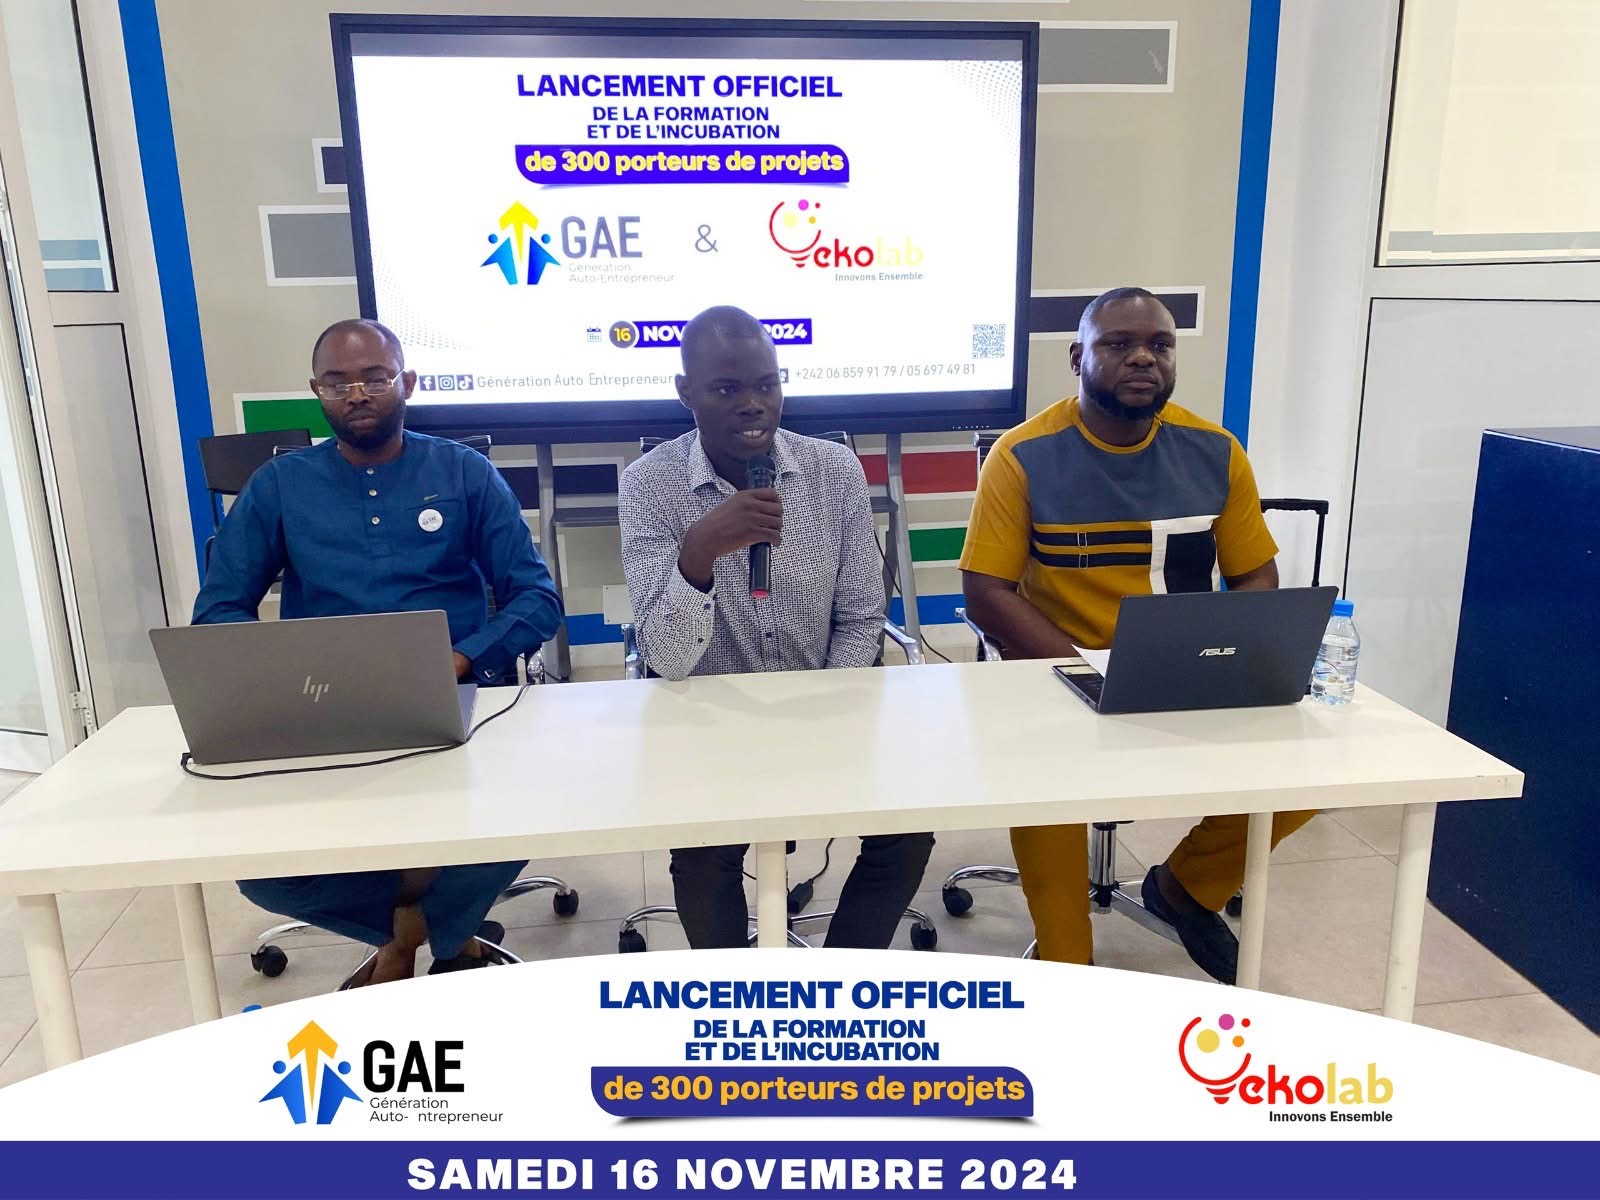 LANCEMENT OFFICIEL
DE LA FORMATION
ET DE L'INCUBATION
de 300 porteurs de projets
GAE
Génération
Auto-Entrepreneur
&
ekolab
Innovons Ensemble
16 NOV 2024
Génération Auto Entrepreneur
+242 06 859 91 79 / 05 697 49 81
GAE
hp
ASUS
LANCEMENT OFFICIEL
DE LA FORMATION
ET DE L'INCUBATION
de 300 porteurs de projets
GAE
Génération
Auto- ntrepreneur
ekolab
Innovons Ensemble
SAMEDI 16 NOVEMBRE 2024